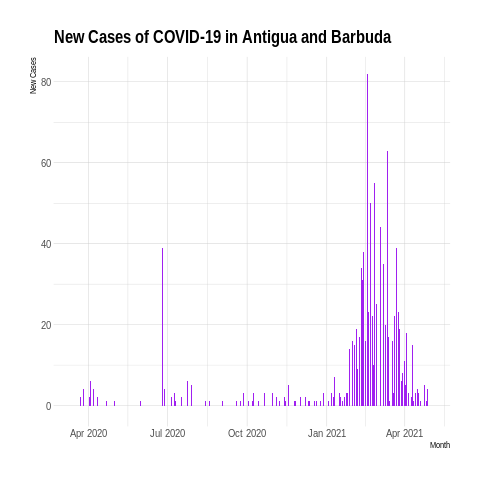 New Cases of COVID-19 in Antigua and Barbuda
New Cases
80
60
40
20
0
Apr 2020 Jul 2020 Oct 2020 Jan 2021 Apr 2021
Month